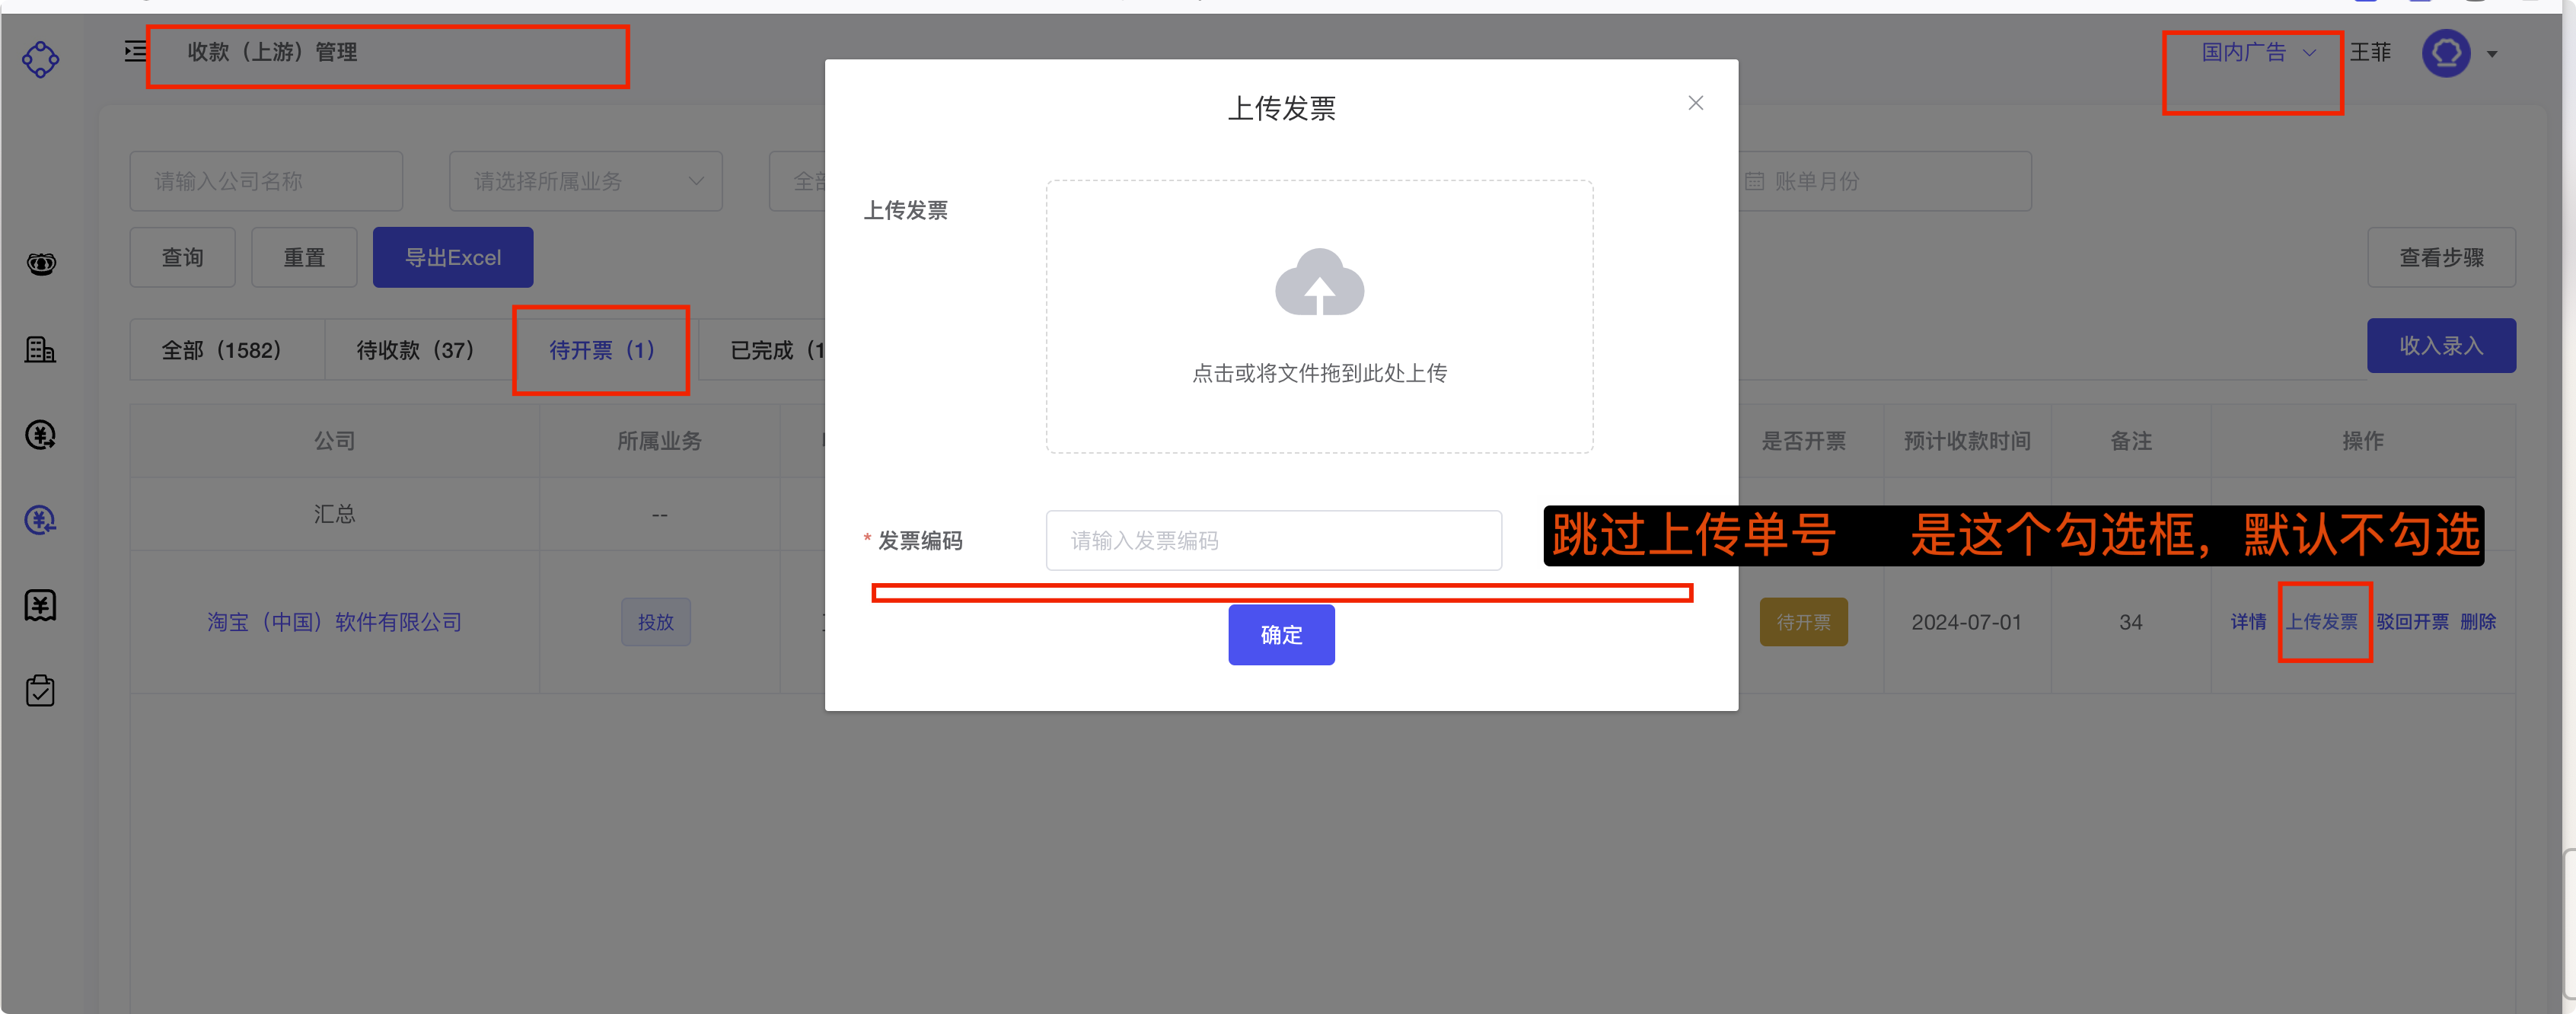 收款（上游）管理
国内广告
王菲
上传发票
请输入公司名称
请选择所属业务
账单月份
上传发票
查询
重置
导出Excel
查看步骤
点击或将文件拖到此处上传
全部（1582）
待收款（37）
待开票（1）
已完成（1
收入录入
公司
所属业务
是否开票
预计收款时间
备注
操作
汇总
--
* 发票编码
请输入发票编码
跳过上传单号 是这个勾选框，默认不勾选
淘宝（中国）软件有限公司
投放
待开票
2024-07-01
34
详情
上传发票
驳回开票
删除
确定